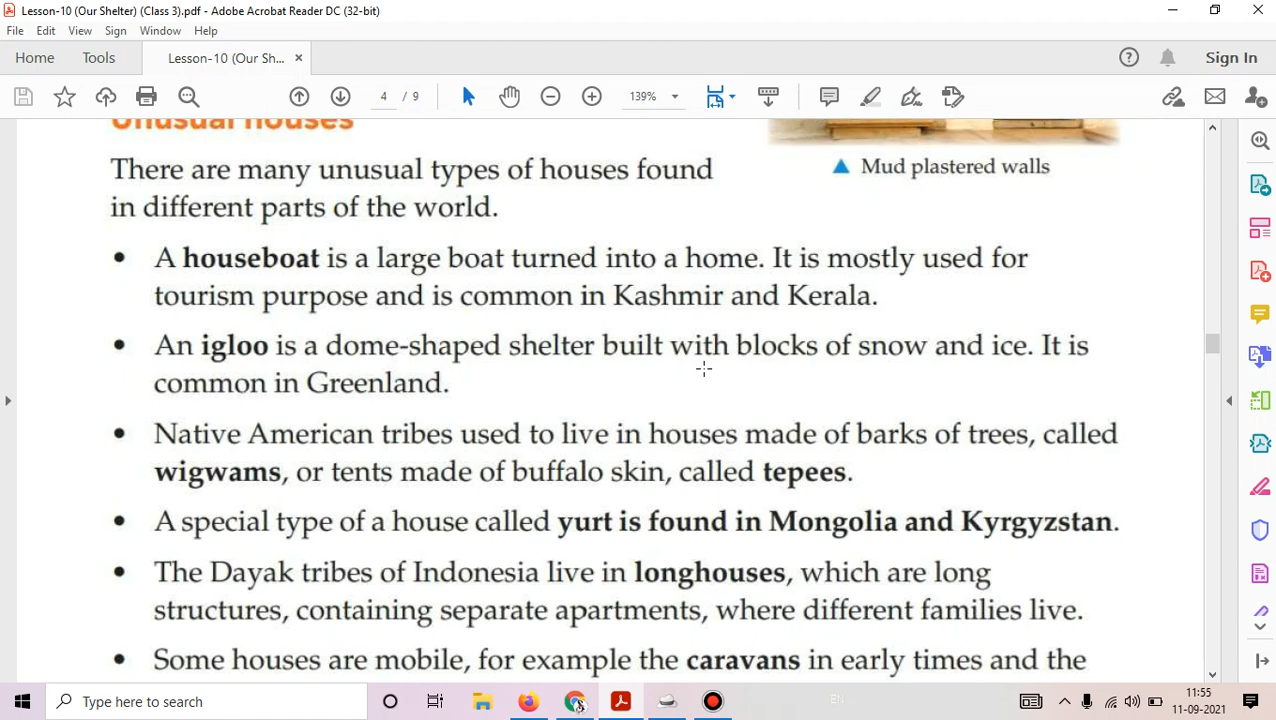 Lesson-10 (Our Shelter) (Class 3).pdf - Adobe Acrobat Reader DC (32-bit)
File Edit View Sign Window Help
Home Tools Lesson-10 (Our Sh... × Sign In
4 / 9 139%
Unusual houses
Mud plastered walls
There are many unusual types of houses found
in different parts of the world.
• A houseboat is a large boat turned into a home. It is mostly used for
tourism purpose and is common in Kashmir and Kerala.
• An igloo is a dome-shaped shelter built with blocks of snow and ice. It is
common in Greenland.
• Native American tribes used to live in houses made of barks of trees, called
wigwams, or tents made of buffalo skin, called tepees.
• A special type of a house called yurt is found in Mongolia and Kyrgyzstan.
• The Dayak tribes of Indonesia live in longhouses, which are long
structures, containing separate apartments, where different families live.
• Some houses are mobile, for example the caravans in early times and the
Type here to search
EN
11:55
11-09-2021